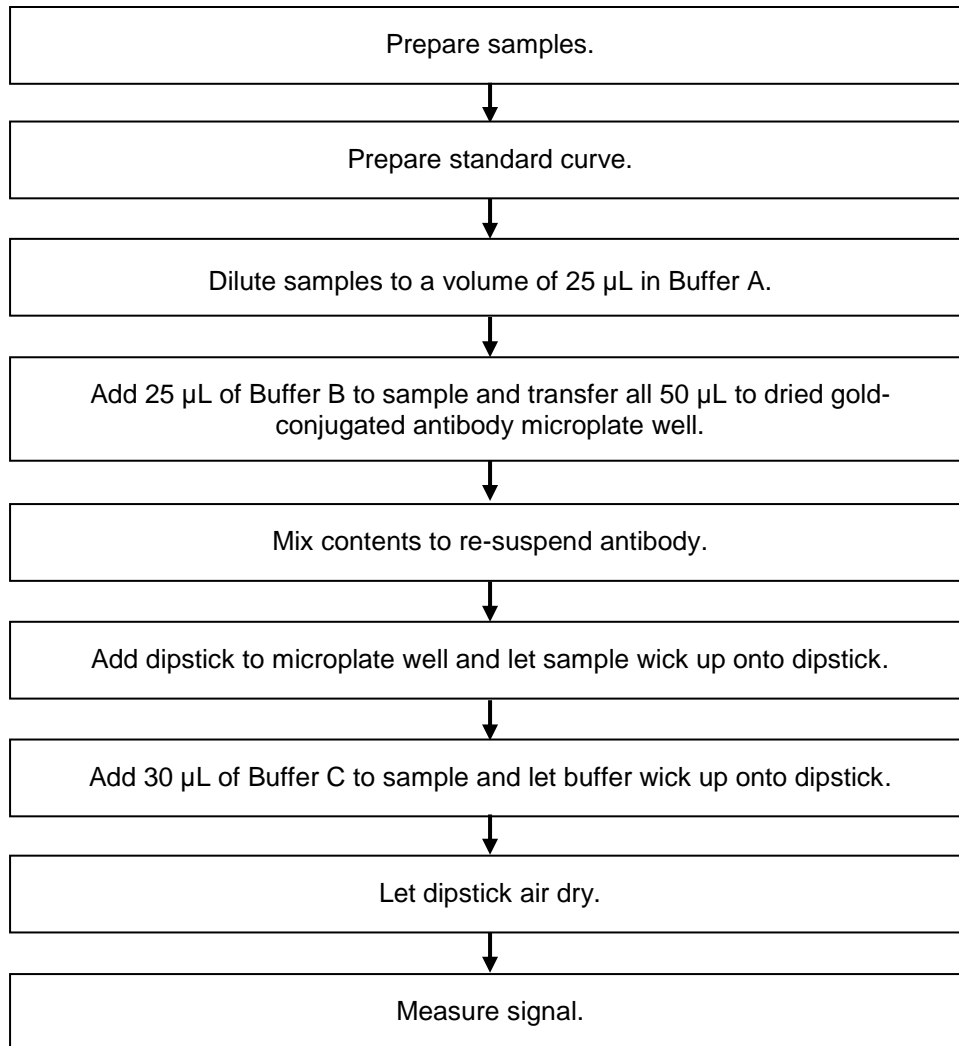 Prepare samples.
Prepare standard curve.
Dilute samples to a volume of 25 µL in Buffer A.
Add 25 µL of Buffer B to sample and transfer all 50 µL to dried gold-
conjugated antibody microplate well.
Mix contents to re-suspend antibody.
Add dipstick to microplate well and let sample wick up onto dipstick.
Add 30 µL of Buffer C to sample and let buffer wick up onto dipstick.
Let dipstick air dry.
Measure signal.